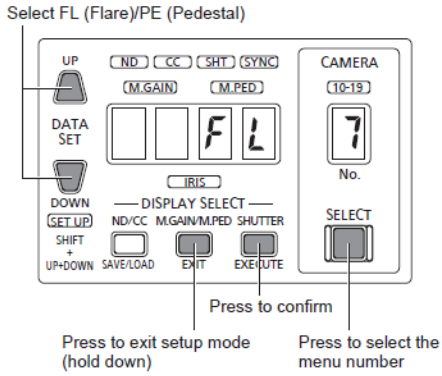 Select FL (Flare)/PE (Pedestal)
UP
ND CC SHT SYNC
CAMERA
M.GAIN M.PED
10-19
DATA
SET
FL
7
No.
IRIS
DOWN
DISPLAY SELECT
SET UP
ND/CC M.GAIN/M.PED SHUTTER
SELECT
SHIFT
+
UP+DOWN
SAVE/LOAD EXIT EXECUTE
Press to confirm
Press to exit setup mode
(hold down)
Press to select the
menu number